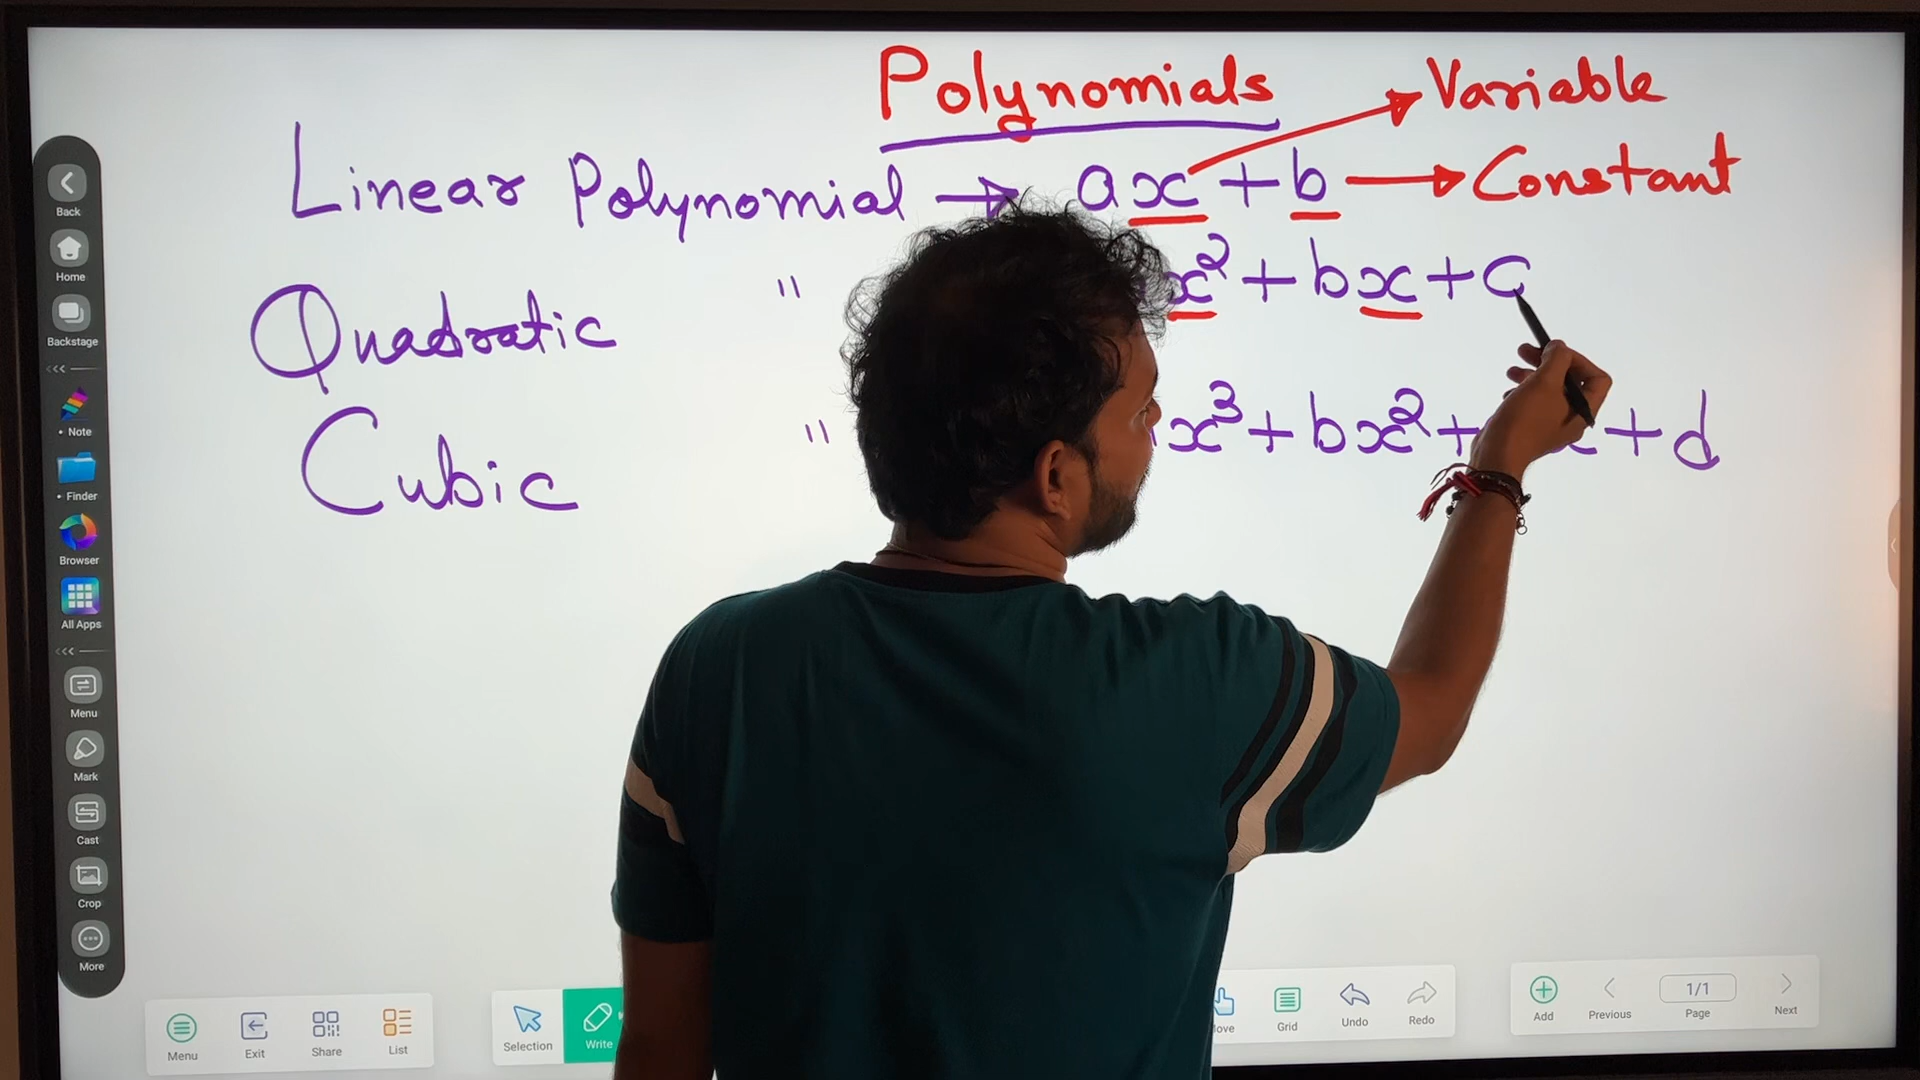 Polynomials
Variable
Linear Polynomial → ax + b → Constant
Quadratic " x² + bx + c
Cubic " x³ + bx² + + d
Back
Home
Backstage
Note
Finder
Browser
All Apps
Menu
Mark
Cast
Crop
More
Menu Exit Share List Selection Write Grid Undo Redo Add Previous 1/1 Page Next